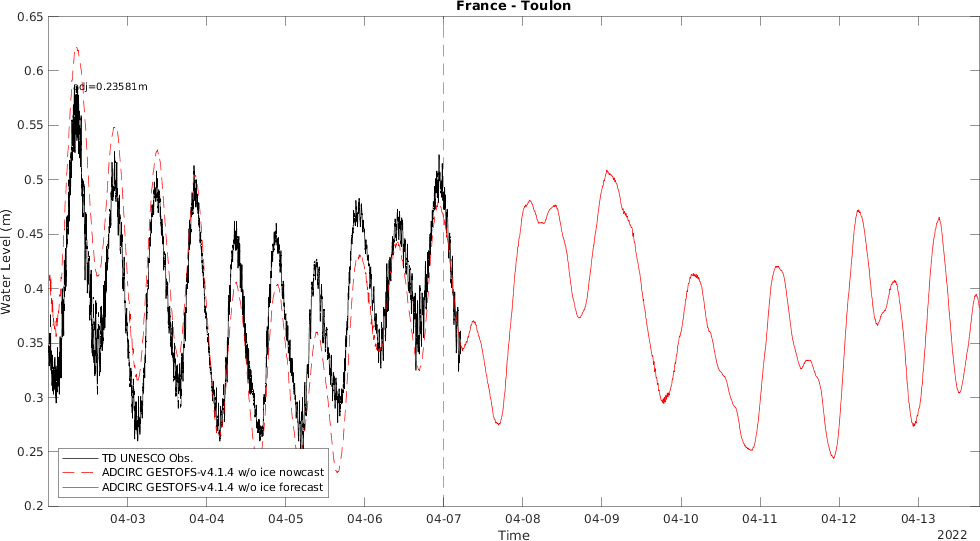 France - Toulon
0.65
0.6
0.55
0.5
0.45
0.4
0.35
0.3
0.25
0.2
Water Level (m)
adj=0.23581m
TD UNESCO Obs.
ADCIRC GESTOFS-v4.1.4 w/o ice nowcast
ADCIRC GESTOFS-v4.1.4 w/o ice forecast
04-03 04-04 04-05 04-06 04-07 04-08 04-09 04-10 04-11 04-12 04-13
Time
2022